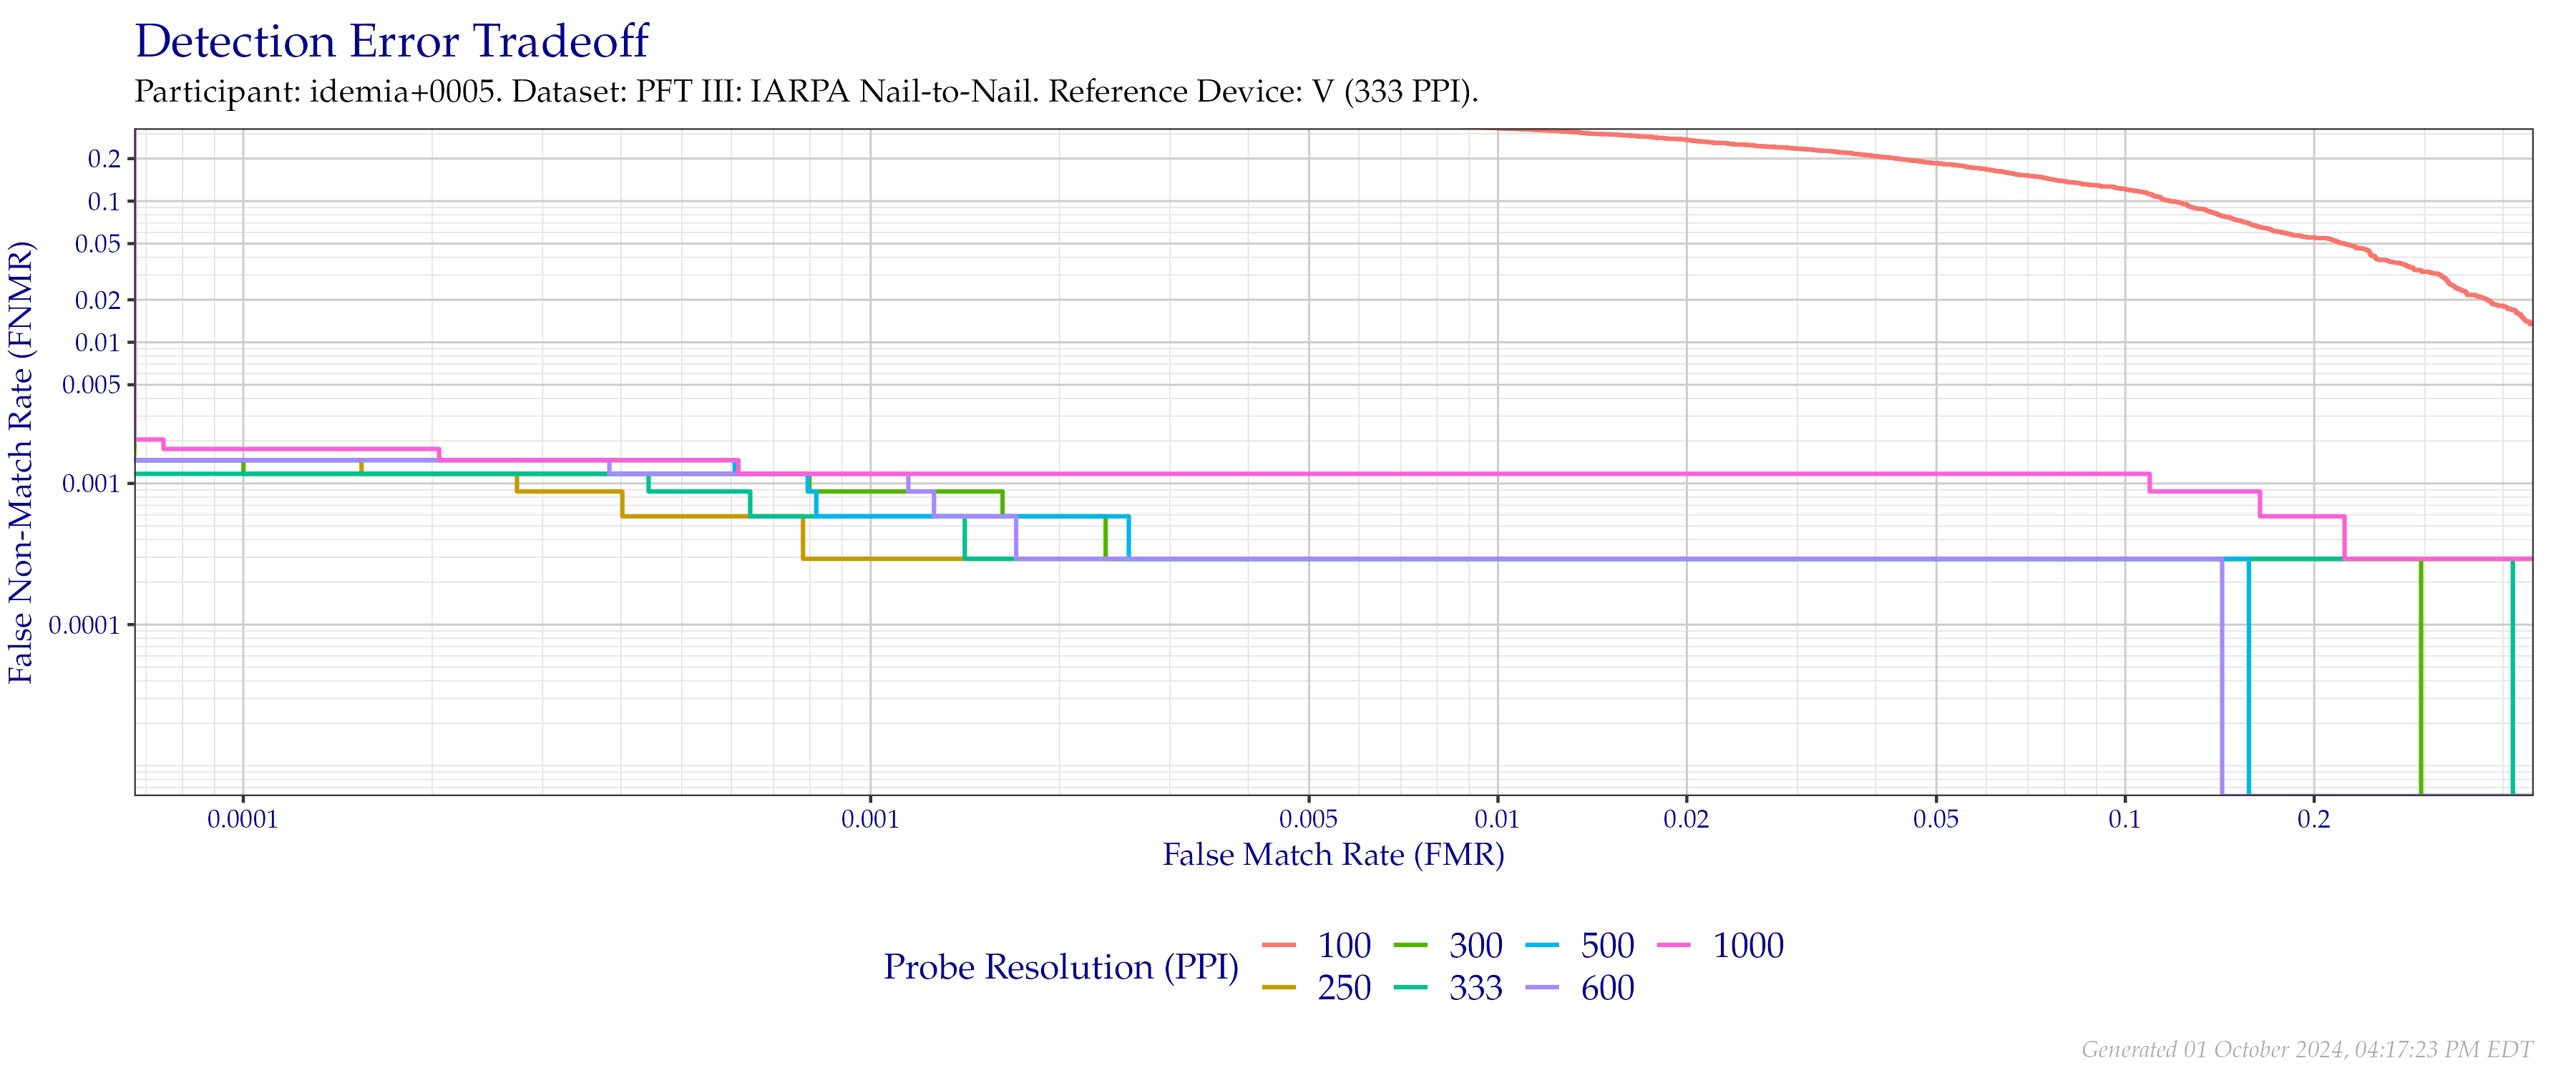 Detection Error Tradeoff
Participant: idemia+0005. Dataset: PFT III: IARPA Nail-to-Nail. Reference Device: V (333 PPI).
False Non-Match Rate (FNMR)
0.2
0.1
0.05
0.02
0.01
0.005
0.001
0.0001
0.0001 0.001 0.005 0.01 0.02 0.05 0.1 0.2
False Match Rate (FMR)
Probe Resolution (PPI)
100 300 500 1000
250 333 600
Generated 01 October 2024, 04:17:23 PM EDT